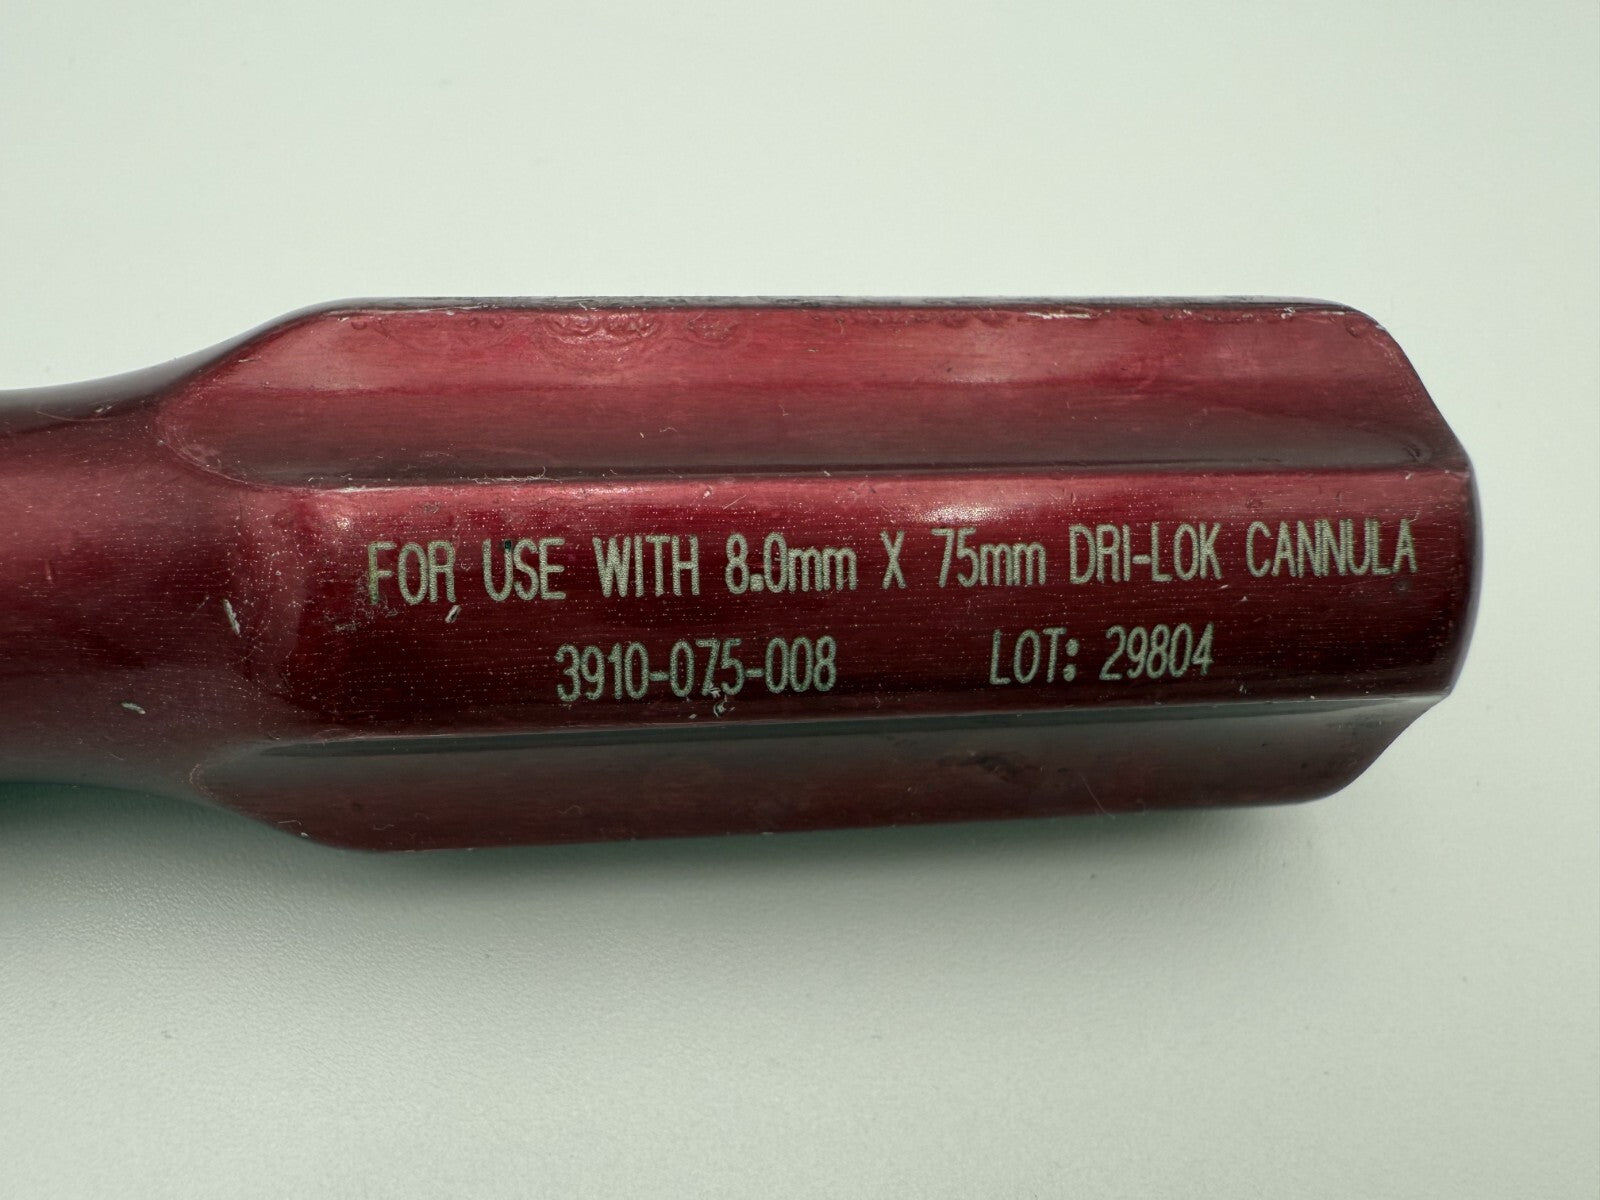 FOR USE WITH 8.0mm X 75mm DRI-LOK CANNULA
3910-075-008 LOT: 29804